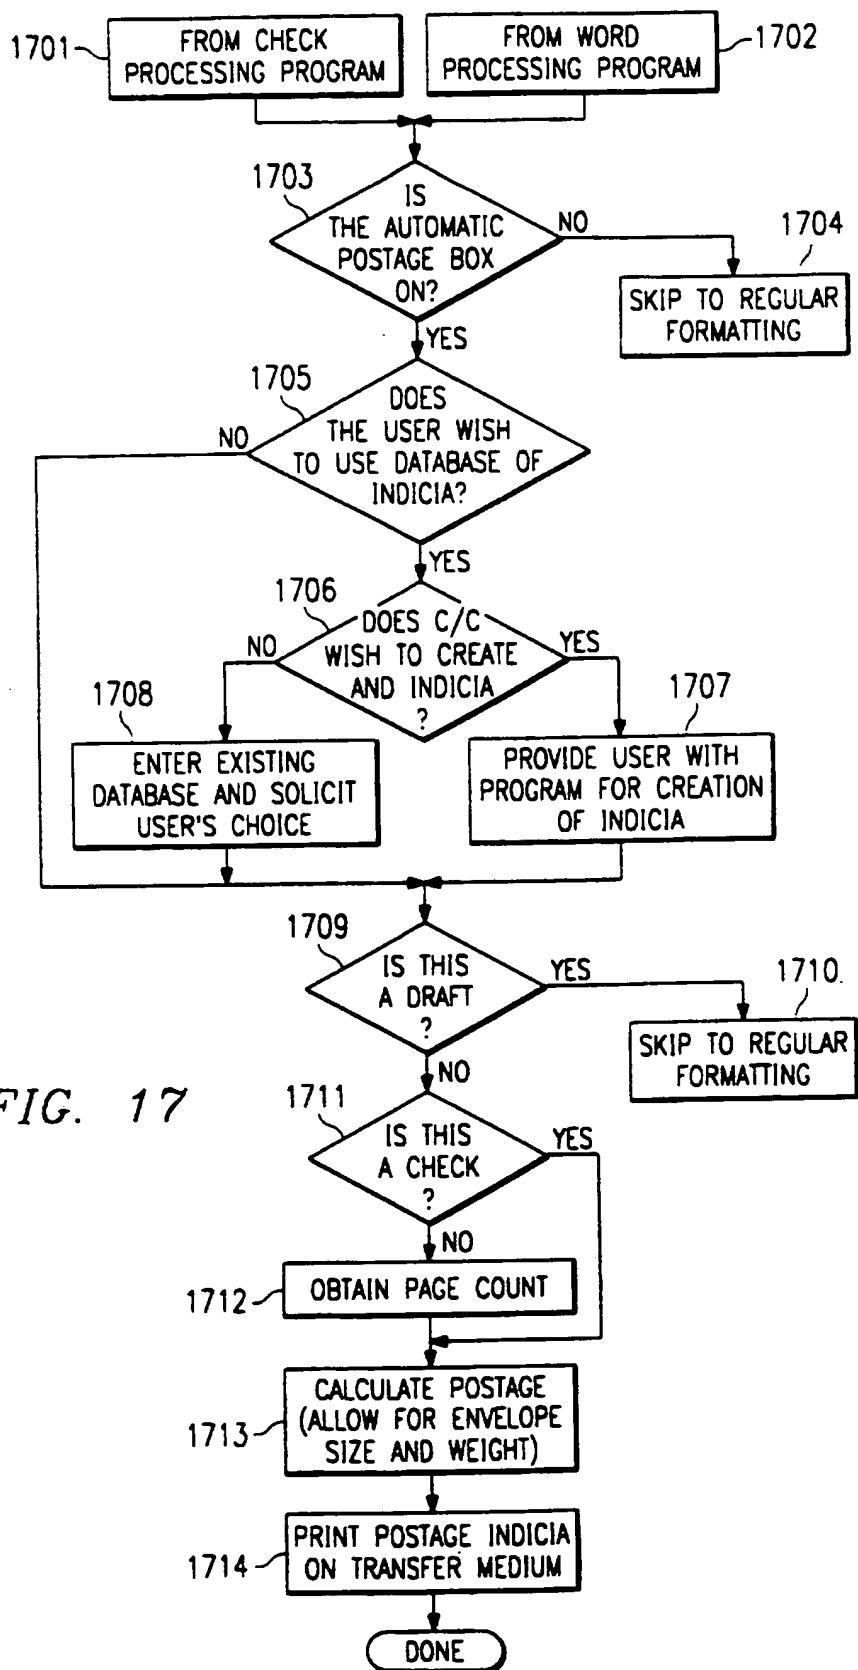 1701
FROM CHECK
PROCESSING PROGRAM
FROM WORD
PROCESSING PROGRAM
1702
1703
IS
THE AUTOMATIC
POSTAGE BOX
ON?
NO
1704
SKIP TO REGULAR
FORMATTING
YES
1705
DOES
THE USER WISH
TO USE DATABASE OF
INDICIA?
NO
YES
1706
DOES C/C
WISH TO CREATE
AND INDICIA
?
NO
YES
1708
ENTER EXISTING
DATABASE AND SOLICIT
USER'S CHOICE
1707
PROVIDE USER WITH
PROGRAM FOR CREATION
OF INDICIA
1709
IS THIS
A DRAFT
?
YES
1710.
SKIP TO REGULAR
FORMATTING
NO
FIG. 17
1711
IS THIS
A CHECK
?
YES
NO
1712
OBTAIN PAGE COUNT
1713
CALCULATE POSTAGE
(ALLOW FOR ENVELOPE
SIZE AND WEIGHT)
1714
PRINT POSTAGE INDICIA
ON TRANSFER MEDIUM
DONE